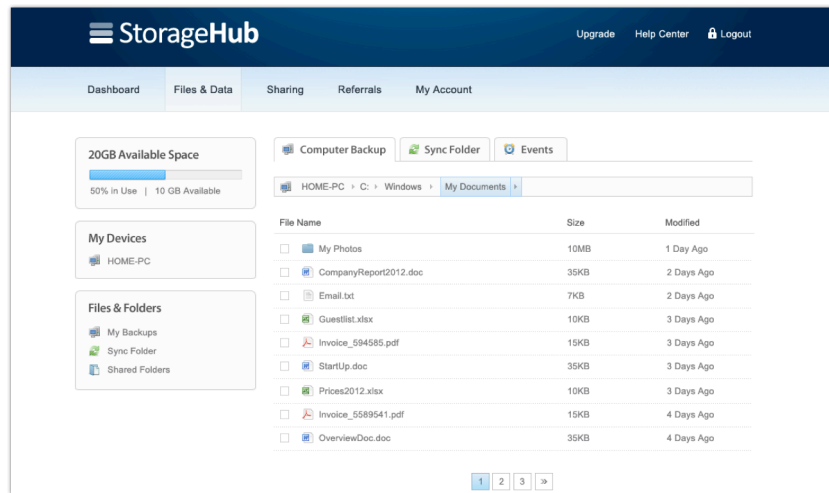 StorageHub
Upgrade Help Center Logout
Dashboard Files & Data Sharing Referrals My Account
20GB Available Space
50% in Use | 10 GB Available
My Devices
HOME-PC
Files & Folders
My Backups
Sync Folder
Shared Folders
Computer Backup Sync Folder Events
HOME-PC C: Windows My Documents
File Name Size Modified
My Photos 10MB 1 Day Ago
CompanyReport2012.doc 35KB 2 Days Ago
Email.txt 7KB 2 Days Ago
Guestlist.xlsx 10KB 3 Days Ago
Invoice_594585.pdf 15KB 3 Days Ago
StartUp.doc 35KB 3 Days Ago
Prices2012.xlsx 10KB 3 Days Ago
Invoice_5589541.pdf 15KB 4 Days Ago
OverviewDoc.doc 35KB 4 Days Ago
1 2 3 »